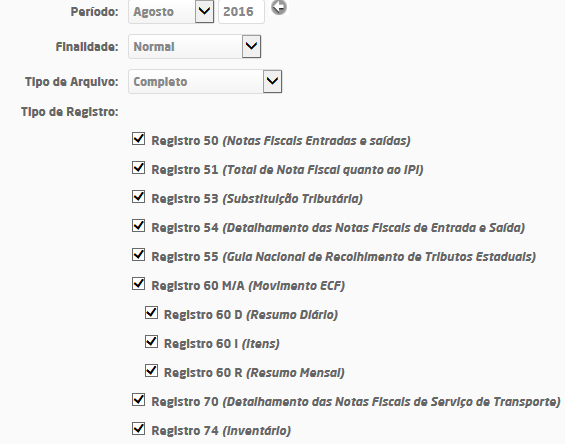 Período: Agosto 2016
Finalidade: Normal
Tipo de Arquivo: Completo
Tipo de Registro:
Registro 50 (Notas Fiscais Entradas e saídas)
Registro 51 (Total de Nota Fiscal quanto ao IPI)
Registro 53 (Substituição Tributária)
Registro 54 (Detalhamento das Notas Fiscais de Entrada e Saída)
Registro 55 (Guia Nacional de Recolhimento de Tributos Estaduais)
Registro 60 M/A (Movimento ECF)
Registro 60 D (Resumo Diário)
Registro 60 I (Itens)
Registro 60 R (Resumo Mensal)
Registro 70 (Detalhamento das Notas Fiscais de Serviço de Transporte)
Registro 74 (Inventário)